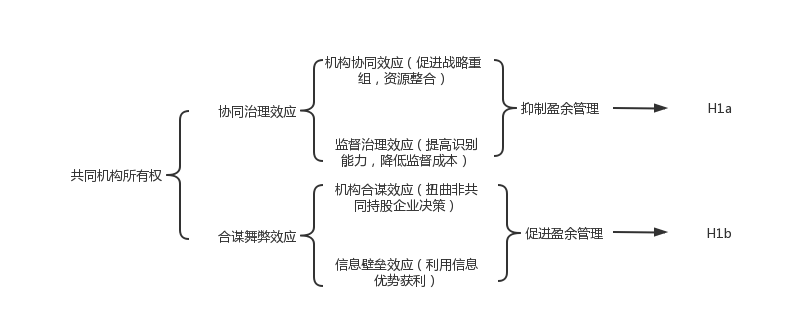 共同机构所有权
协同治理效应
机构协同效应（促进战略重
组，资源整合）
监督治理效应（提高识别
能力，降低监督成本）
抑制盈余管理
H1a
合谋舞弊效应
机构合谋效应（扭曲非共
同持股企业决策）
信息壁垒效应（利用信息
优势获利）
促进盈余管理
H1b